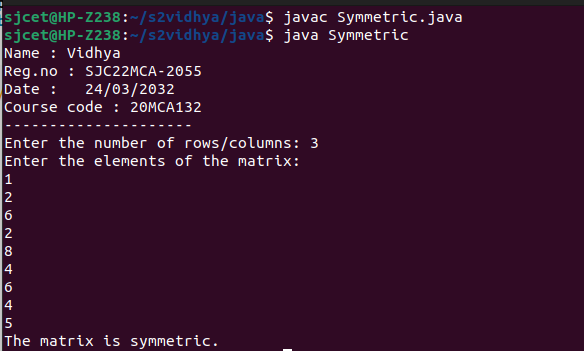 sjcet@HP-Z238:~/s2vidhya/java$ javac Symmetric.java
sjcet@HP-Z238:~/s2vidhya/java$ java Symmetric
Name : Vidhya
Reg.no : SJC22MCA-2055
Date :   24/03/2032
Course code : 20MCA132
---------------------
Enter the number of rows/columns: 3
Enter the elements of the matrix:
1
2
6
2
8
4
6
4
5
The matrix is symmetric.